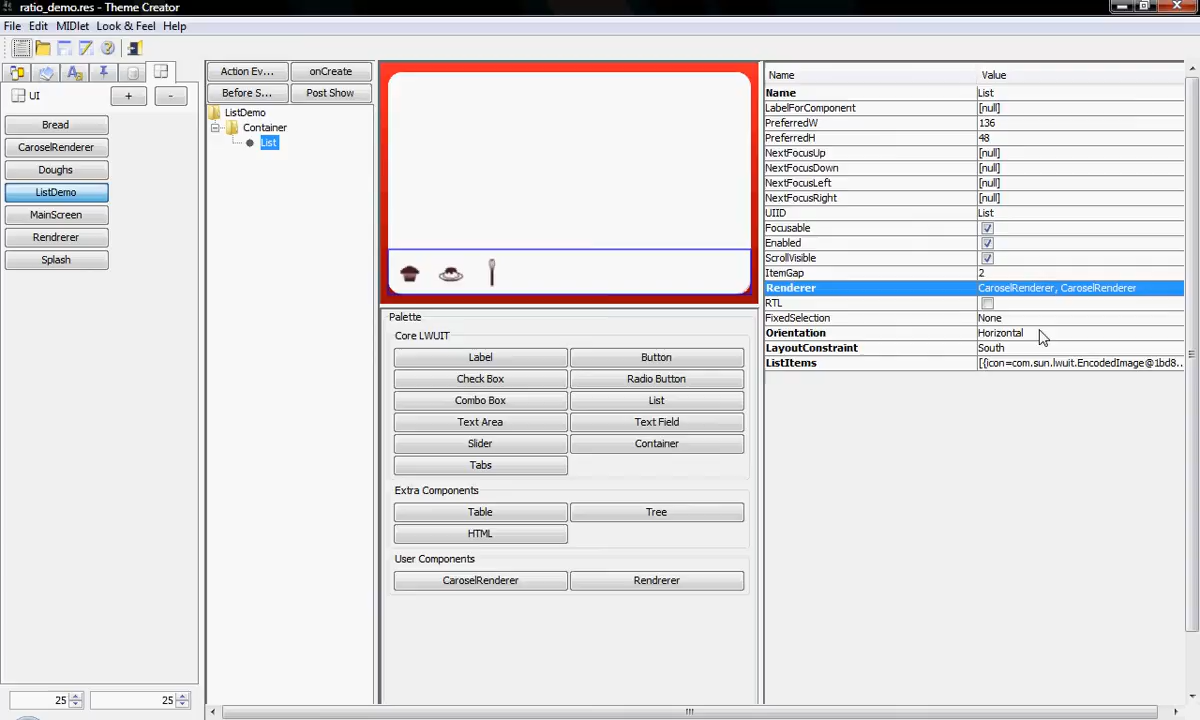 ratio_demo.res - Theme Creator
File Edit MIDlet Look & Feel Help
UI
+ -
Bread
CaroselRenderer
Doughs
ListDemo
MainScreen
Rendrerer
Splash
25 25
Action Ev... onCreate
Before S... Post Show
ListDemo
Container
List
Palette
Core LWUIT
Label Button
Check Box Radio Button
Combo Box List
Text Area Text Field
Slider Container
Tabs
Extra Components
Table Tree
HTML
User Components
CaroselRenderer Rendrerer
Name Value
Name List
LabelForComponent [null]
PreferredW 136
PreferredH 48
NextFocusUp [null]
NextFocusDown [null]
NextFocusLeft [null]
NextFocusRight [null]
UIID List
Focusable
Enabled
ScrollVisible
ItemGap 2
Renderer CaroselRenderer, CaroselRenderer
RTL
FixedSelection None
Orientation Horizontal
LayoutConstraint South
ListItems [{icon=com.sun.lwuit.EncodedImage@1bd8..